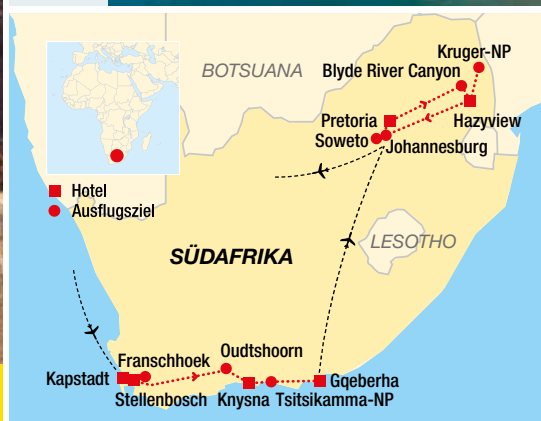 Kruger-NP
BOTSUANA
Blyde River Canyon
Pretoria
Hazyview
Soweto
Johannesburg
Hotel
Ausflugsziel
LESOTHO
SÜDAFRIKA
Franschhoek
Oudtshoorn
Kapstadt
Gqeberha
Stellenbosch
Knysna
Tsitsikamma-NP